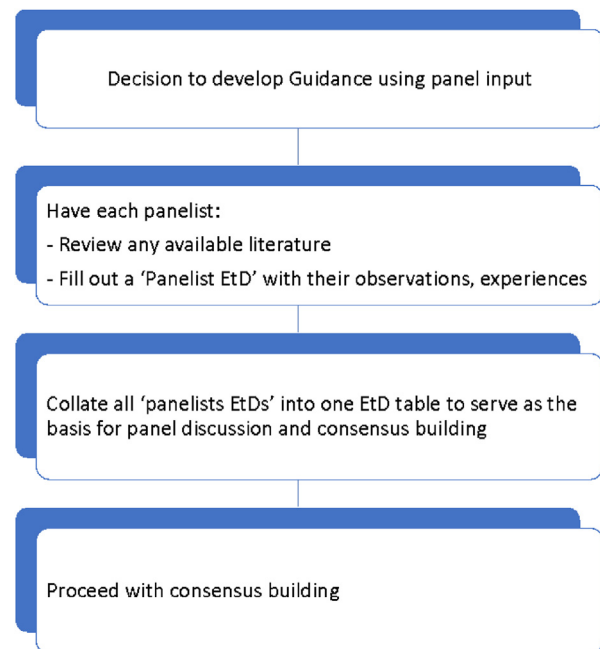 Decision to develop Guidance using panel input
Have each panelist:
- Review any available literature
- Fill out a ‘Panelist EtD’ with their observations, experiences
Collate all ‘panelists EtDs’ into one EtD table to serve as the
basis for panel discussion and consensus building
Proceed with consensus building